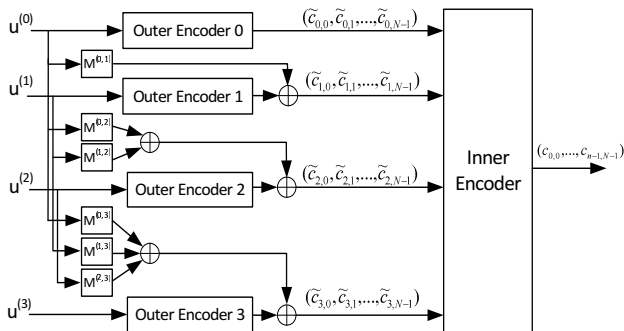 u^(0)
Outer Encoder 0
(c̃_{0,0}, c̃_{0,1},..., c̃_{0,N-1})
M^(0,1)
u^(1)
Outer Encoder 1
(c̃_{1,0}, c̃_{1,1},..., c̃_{1,N-1})
M^(0,2)
M^(1,2)
u^(2)
Outer Encoder 2
(c̃_{2,0}, c̃_{2,1},..., c̃_{2,N-1})
M^(0,3)
M^(1,3)
M^(2,3)
u^(3)
Outer Encoder 3
(c̃_{3,0}, c̃_{3,1},..., c̃_{3,N-1})
Inner
Encoder
(c_{0,0},..., c_{n-1,N-1})